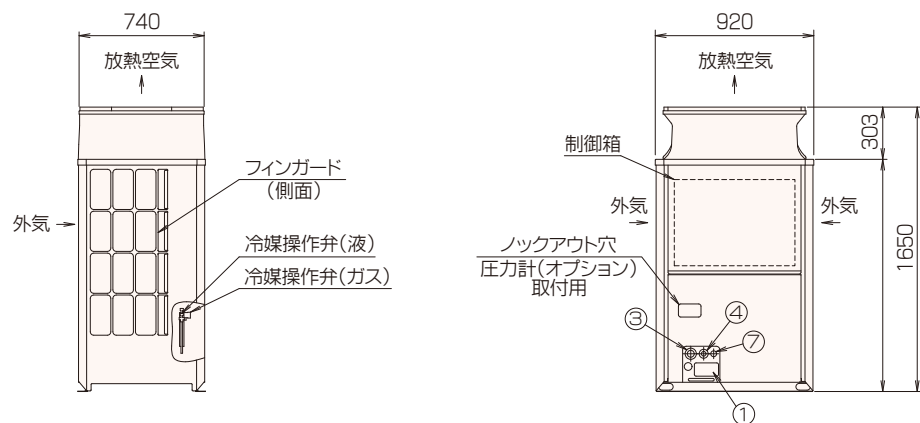 740
放熱空気
フィンガード
(側面)
外気
冷媒操作弁(液)
冷媒操作弁(ガス)
920
放熱空気
制御箱
303
1650
外気
外気
ノックアウト穴
圧力計(オプション)
取付用
③
④
⑦
①